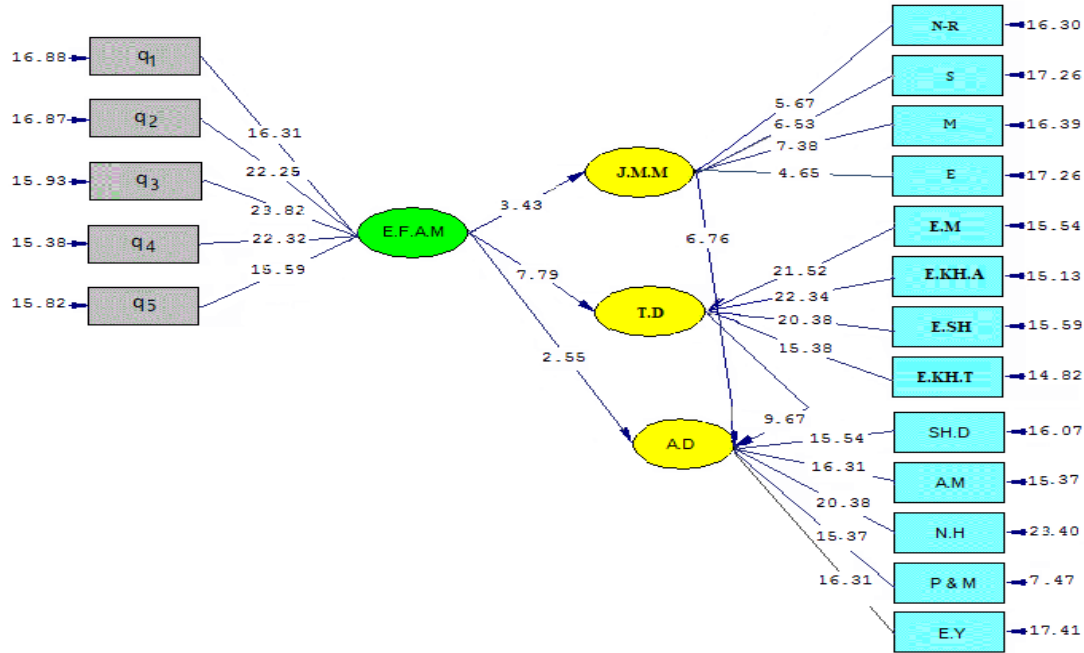 16.88 q1
16.87 q2
15.93 q3
15.38 q4
15.82 q5
16.31
22.25
23.82
22.32
15.59
E.F.A.M
3.43
7.79
2.55
J.M.M
T.D
A.D
6.76
9.67
5.67
6.53
7.38
4.65
21.52
22.34
20.38
15.38
15.54
16.31
20.38
15.37
16.31
N-R 16.30
S 17.26
M 16.39
E 17.26
E.M 15.54
E.KH.A 15.13
E.SH 15.59
E.KH.T 14.82
SH.D 16.07
A.M 15.37
N.H 23.40
P & M 7.47
E.Y 17.41